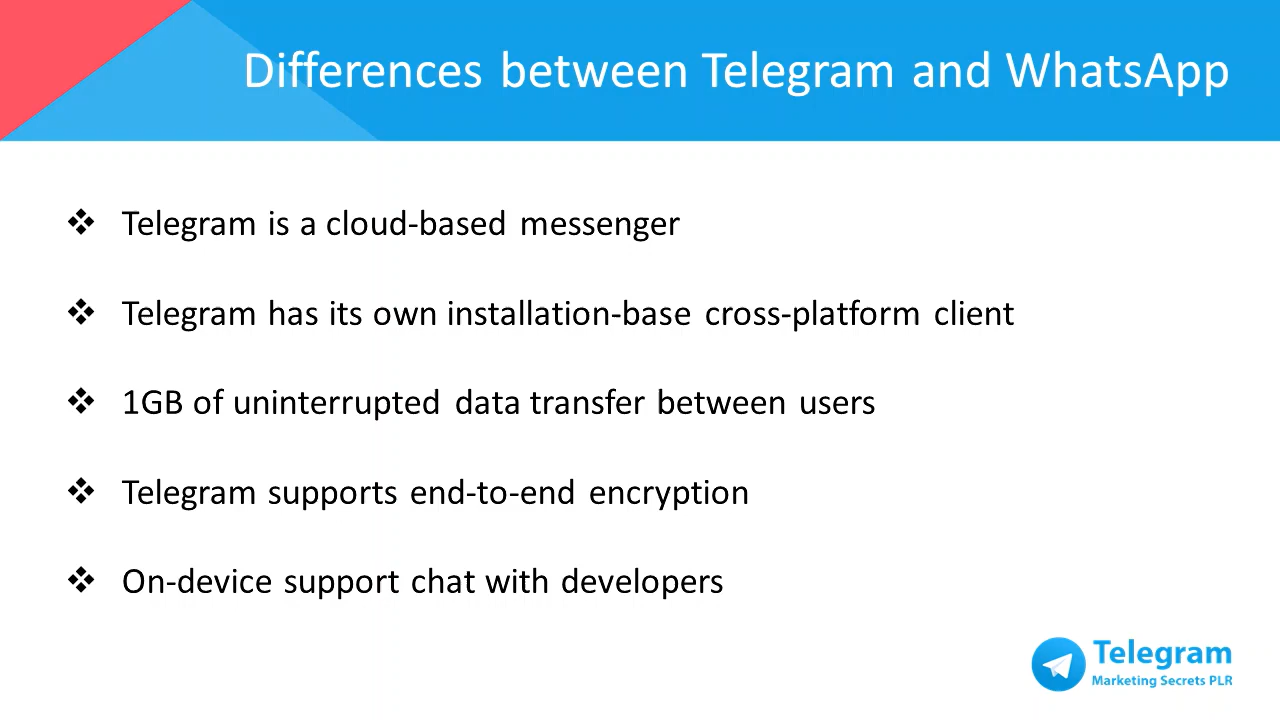 Differences between Telegram and WhatsApp
❖ Telegram is a cloud-based messenger
❖ Telegram has its own installation-base cross-platform client
❖ 1GB of uninterrupted data transfer between users
❖ Telegram supports end-to-end encryption
❖ On-device support chat with developers
Telegram
Marketing Secrets PLR